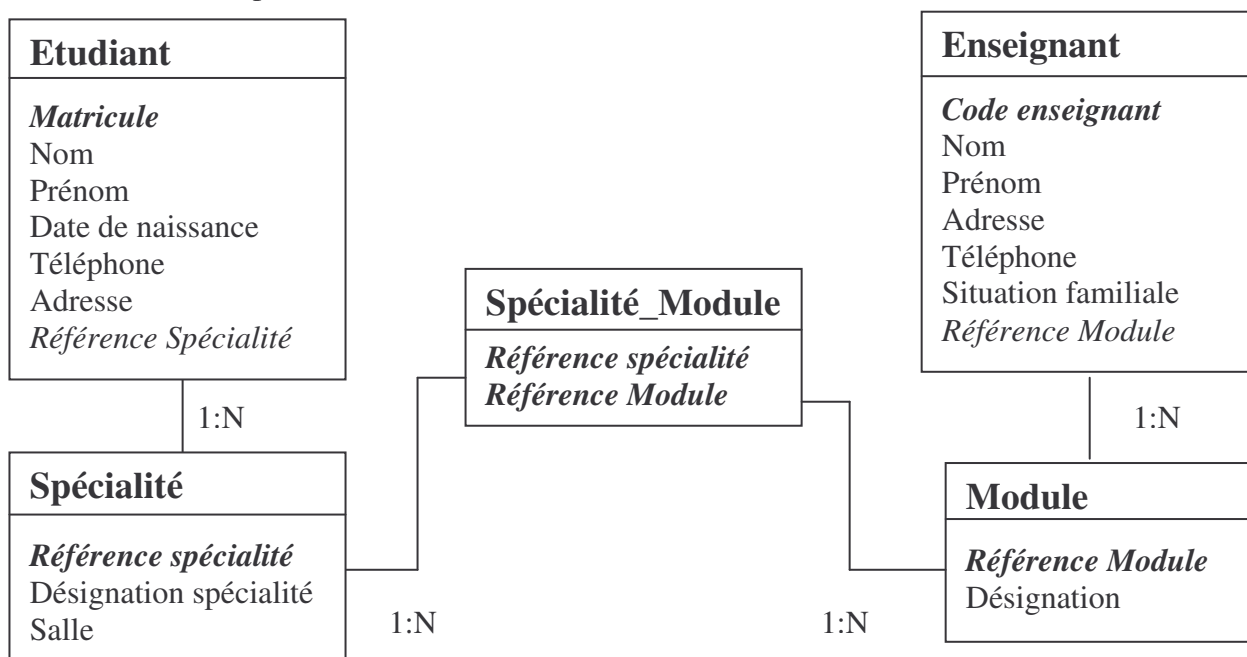 Etudiant
Matricule
Nom
Prénom
Date de naissance
Téléphone
Adresse
Référence Spécialité
1:N
Spécialité
Référence spécialité
Désignation spécialité
Salle
1:N
Spécialité_Module
Référence spécialité
Référence Module
1:N
Enseignant
Code enseignant
Nom
Prénom
Adresse
Téléphone
Situation familiale
Référence Module
1:N
Module
Référence Module
Désignation